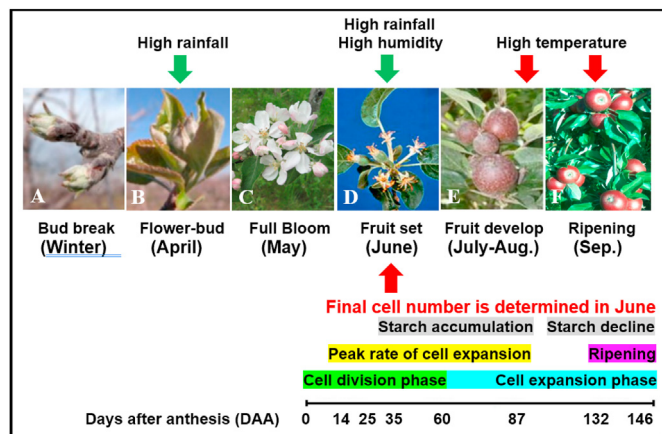 High rainfall
High rainfall
High humidity
High temperature
A
B
C
D
E
F
Bud break
(Winter)
Flower-bud
(April)
Full Bloom
(May)
Fruit set
(June)
Fruit develop
(July-Aug.)
Ripening
(Sep.)
Final cell number is determined in June
Starch accumulation
Starch decline
Peak rate of cell expansion
Ripening
Cell division phase
Cell expansion phase
Days after anthesis (DAA) 0 14 25 35 60 87 132 146